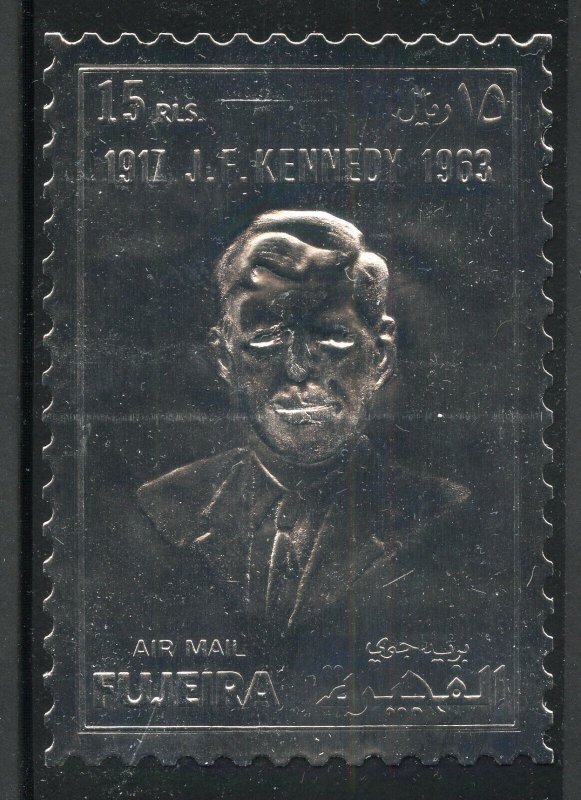 15 RLS. ١٥ ريال
1917 J.F. KENNEDY 1963
AIR MAIL بريد جوي
FUJEIRA الفجيرة